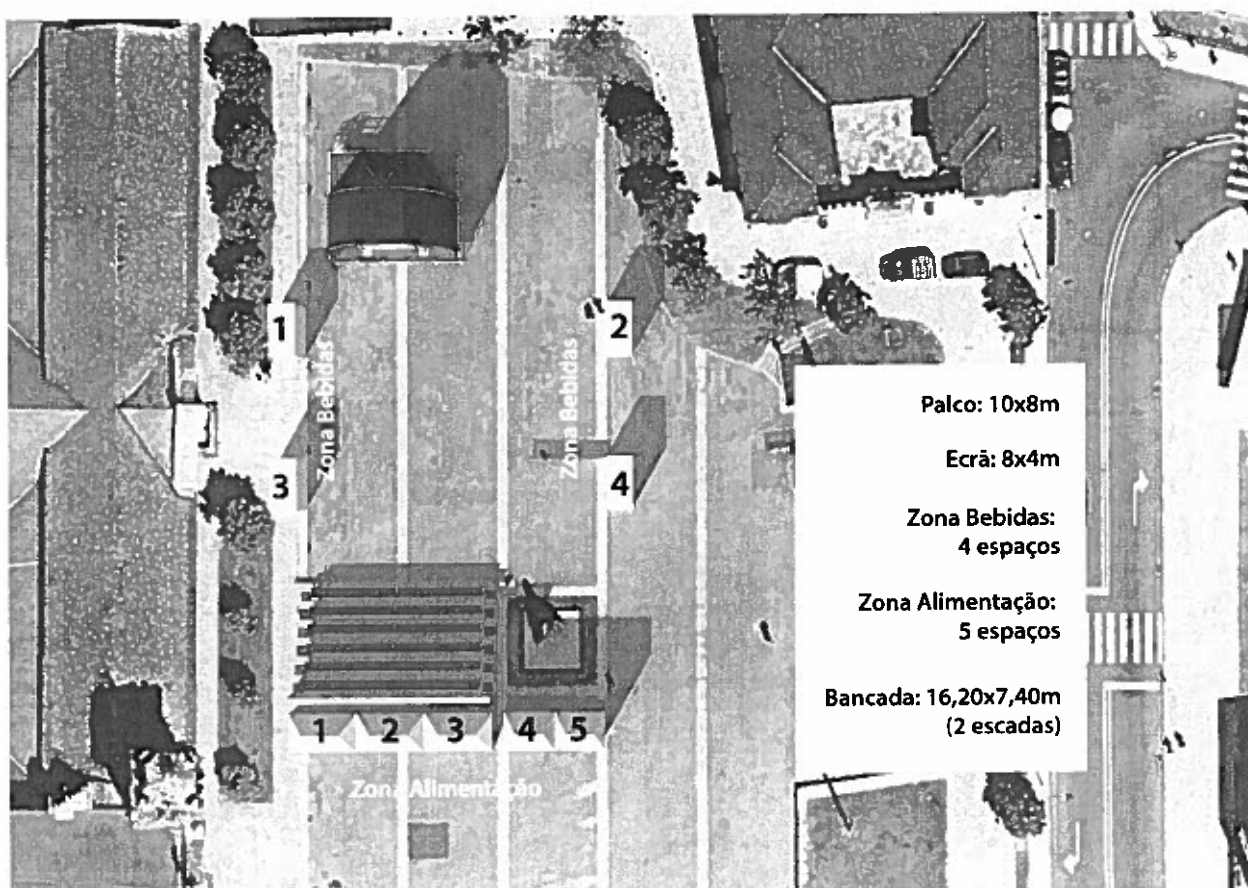 1
2
Zona Bebidas
Zona Bebidas
3
4
Palco: 10x8m
Ecrã: 8x4m
Zona Bebidas:
4 espaços
Zona Alimentação:
5 espaços
Bancada: 16,20x7,40m
(2 escadas)
1 2 3 4 5
Zona Alimentação